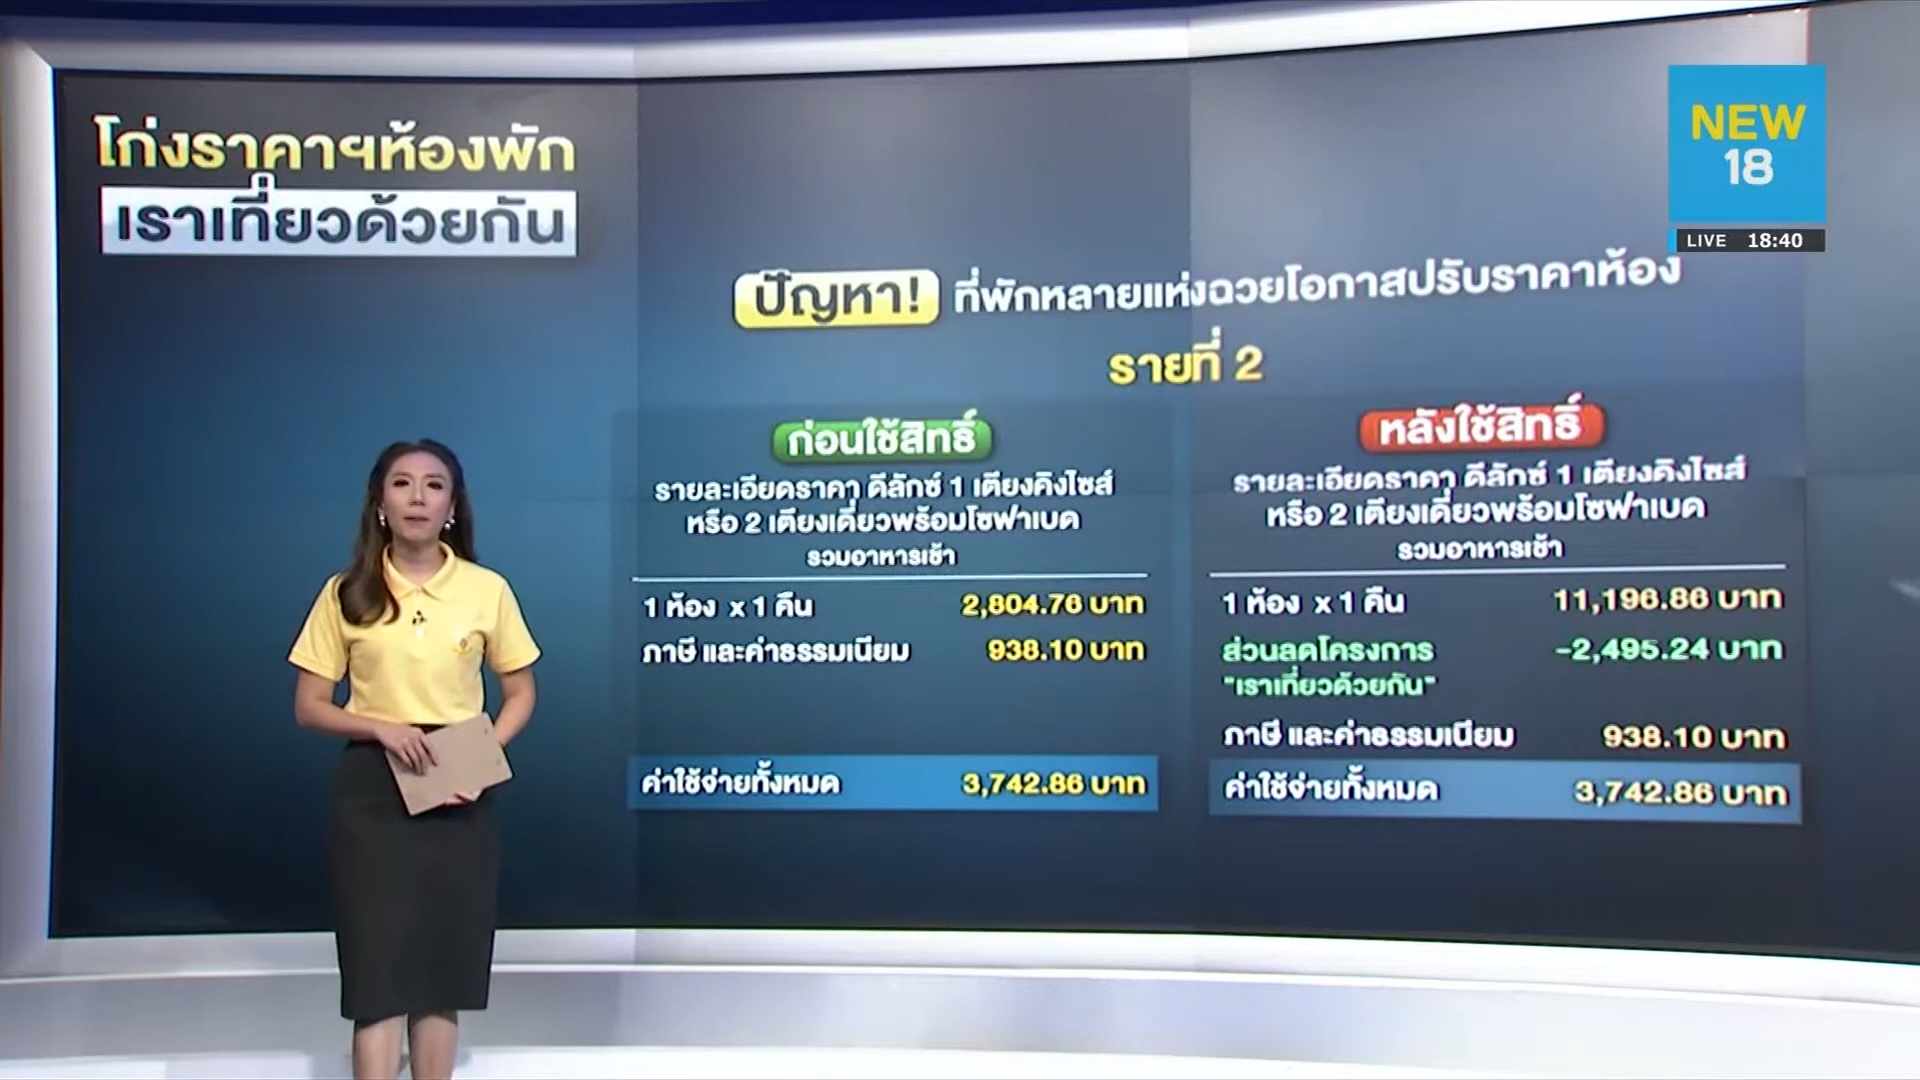 โก่งราคาฯห้องพัก
เราเที่ยวด้วยกัน
NEW
18
LIVE 18:40
ปัญหา! ที่พักหลายแห่งฉวยโอกาสปรับราคาห้อง
รายที่ 2
ก่อนใช้สิทธิ์
รายละเอียดราคา ดีลักซ์ 1 เตียงคิงไซส์
หรือ 2 เตียงเดี่ยวพร้อมโซฟาเบด
รวมอาหารเช้า
1 ห้อง x 1 คืน 2,804.76 บาท
ภาษี และค่าธรรมเนียม 938.10 บาท
ค่าใช้จ่ายทั้งหมด 3,742.86 บาท
หลังใช้สิทธิ์
รายละเอียดราคา ดีลักซ์ 1 เตียงคิงไซส์
หรือ 2 เตียงเดี่ยวพร้อมโซฟาเบด
รวมอาหารเช้า
1 ห้อง x 1 คืน 11,196.86 บาท
ส่วนลดโครงการ -2,495.24 บาท
"เราเที่ยวด้วยกัน"
ภาษี และค่าธรรมเนียม 938.10 บาท
ค่าใช้จ่ายทั้งหมด 3,742.86 บาท